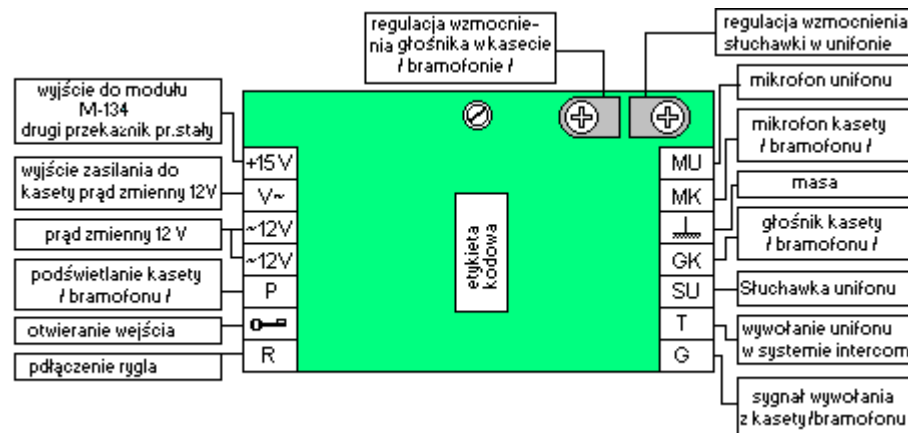 regulacja wzmocnie-
nia głośnika w kasecie
/ bramofonie /
regulacja wzmocnienia
słuchawki w unifonie
wyjście do modułu
M-134
drugi przekaźnik pr.stały
wyjście zasilania do
kasety prąd zmienny 12V
prąd zmienny 12 V
podświetlanie kasety
/ bramofonu /
otwieranie wejścia
pdłączenie rygla
+15V
V~
~12V
~12V
P
R
etykieta
kodowa
MU
MK
GK
SU
T
G
mikrofon unifonu
mikrofon kasety
/ bramofonu /
masa
głośnik kasety
/ bramofonu /
Słuchawka unifonu
wywołanie unifonu
w systemie intercom
sygnał wywołania
z kasety/bramofonu